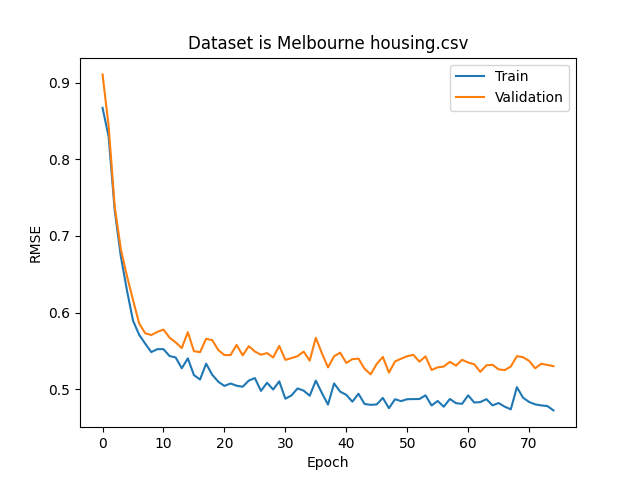 Dataset is Melbourne housing.csv
Train
Validation
RMSE
0.9
0.8
0.7
0.6
0.5
0 10 20 30 40 50 60 70
Epoch